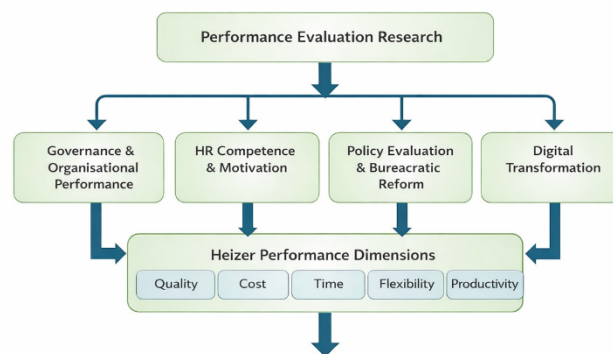 Performance Evaluation Research
Governance &
Organisational
Performance
HR Competence
& Motivation
Policy Evaluation
& Bureacratic
Reform
Digital
Transformation
Heizer Performance Dimensions
Quality
Cost
Time
Flexibility
Productivity